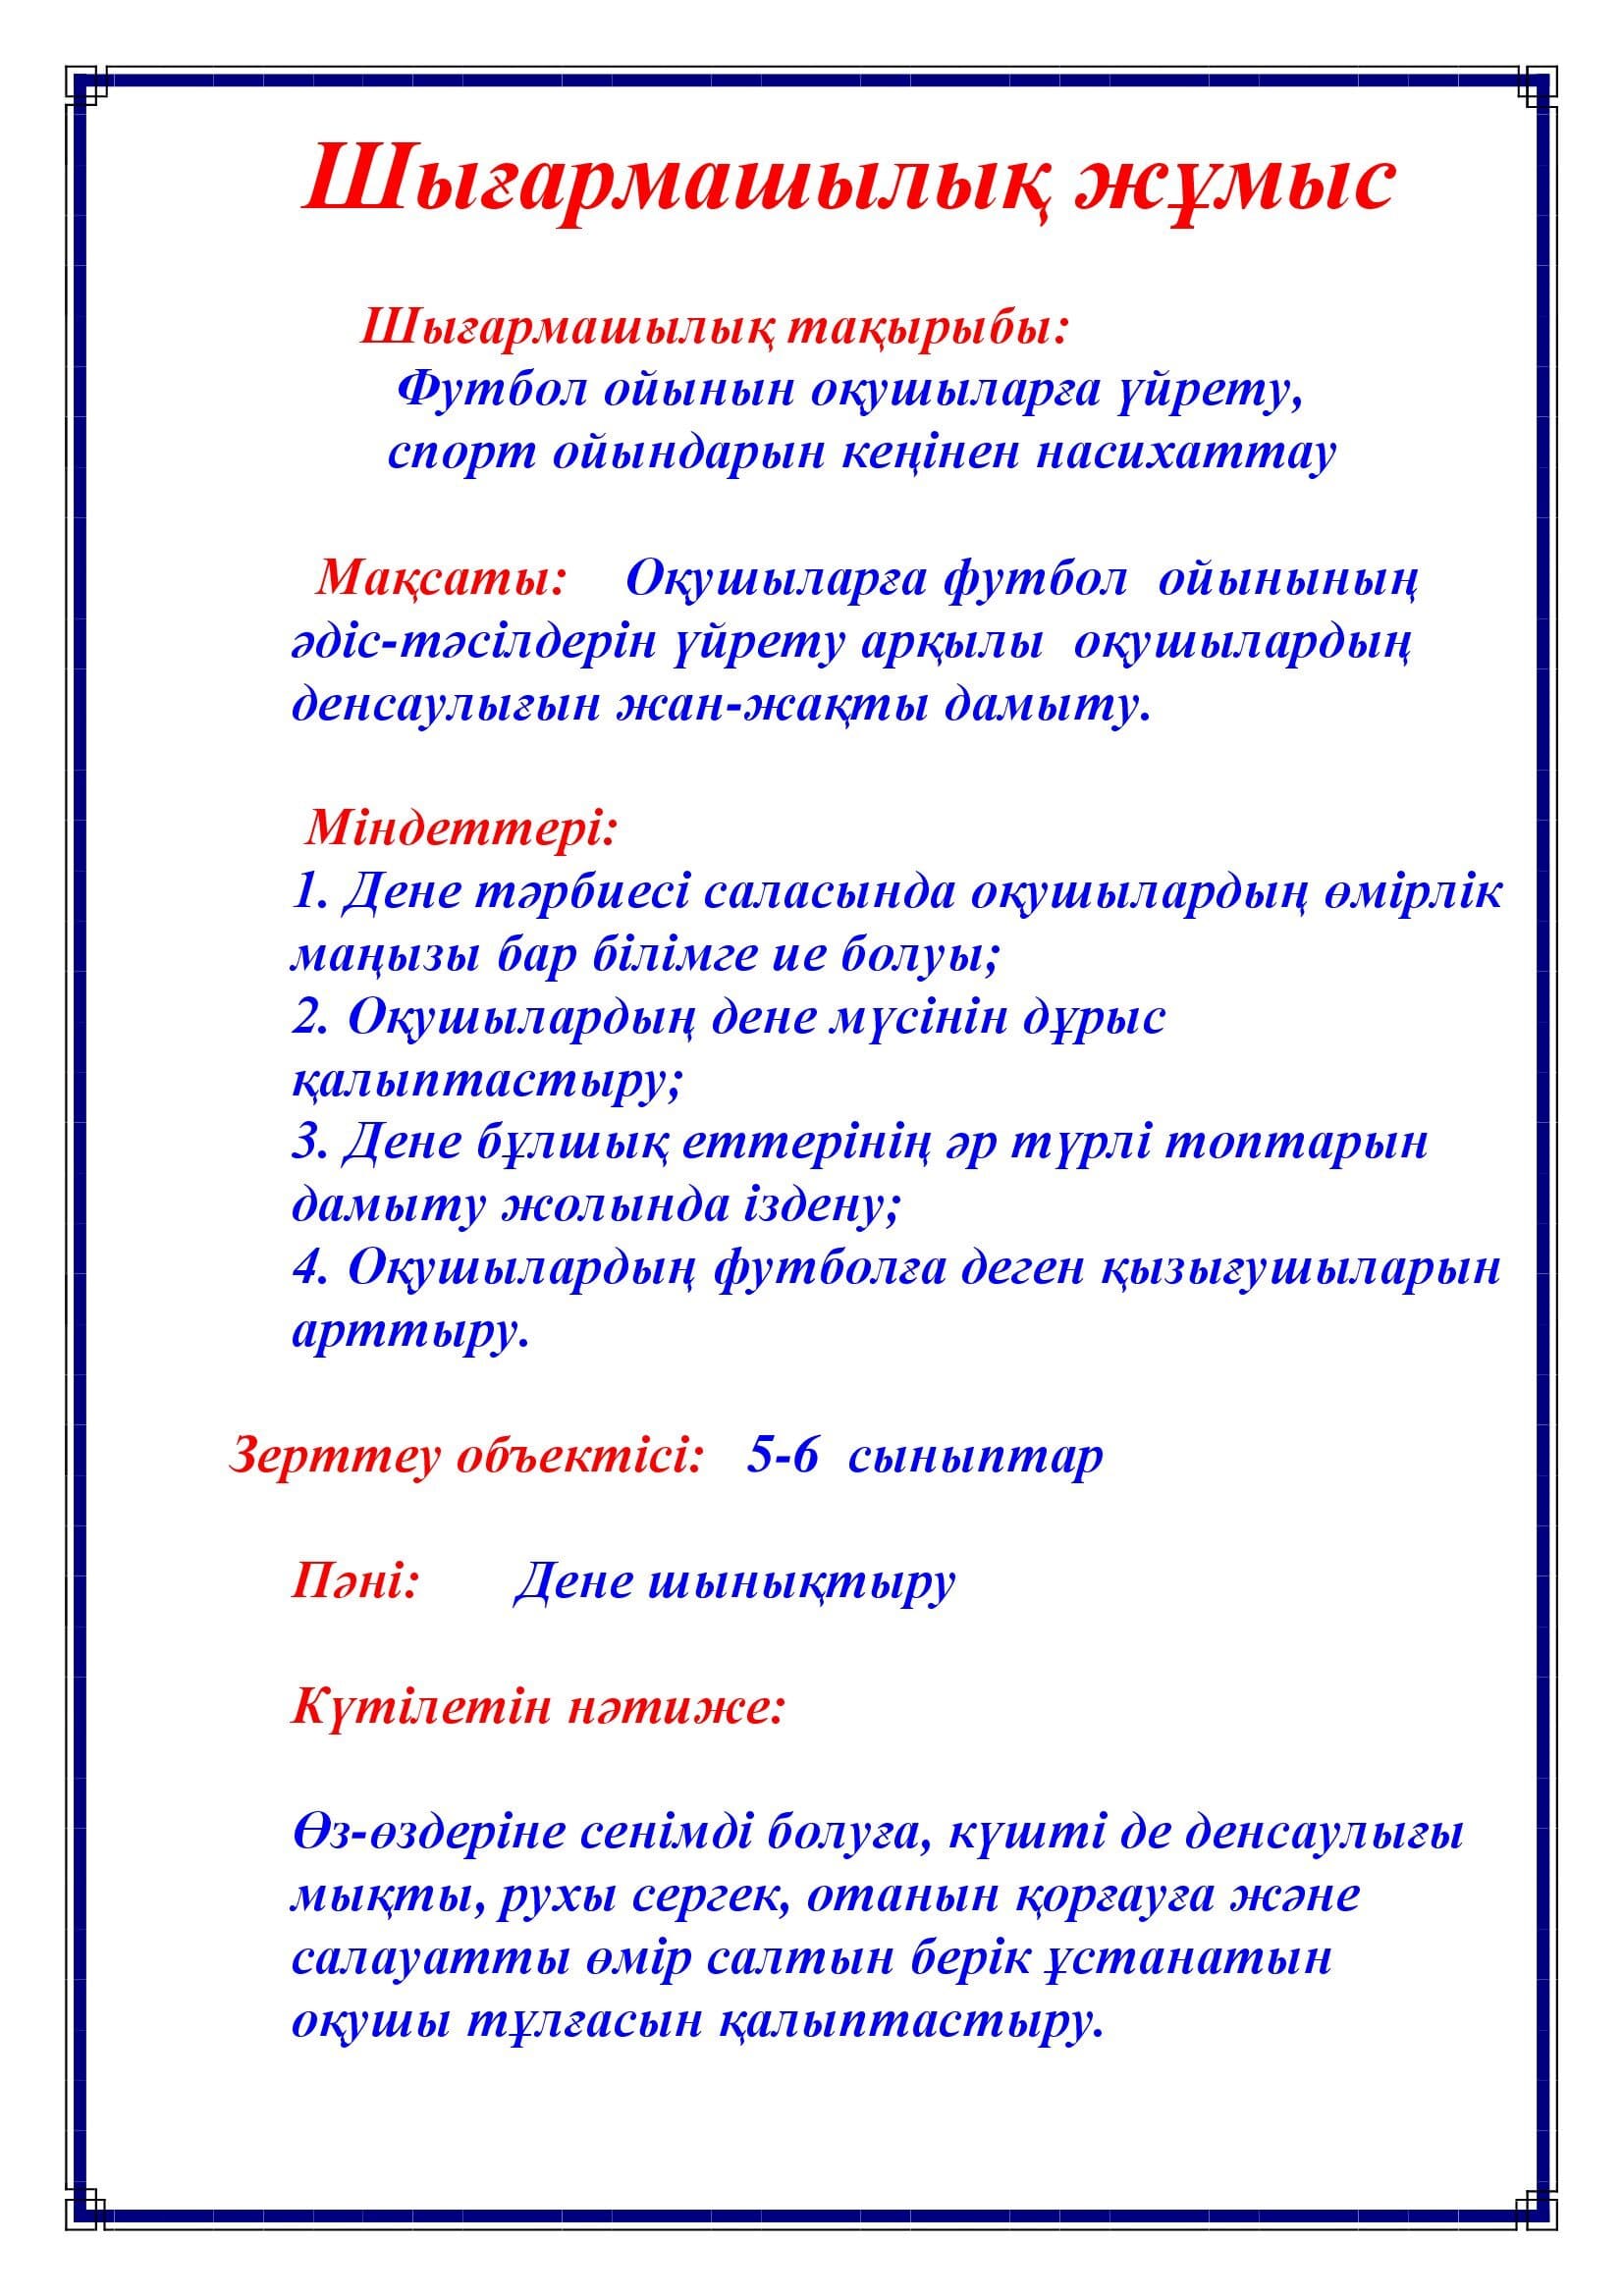 Шығармашылық жұмыс
Шығармашылық тақырыбы:
Футбол ойынын оқушыларға үйрету,
спорт ойындарын кеңінен насихаттау
Мақсаты: Оқушыларға футбол ойынының
әдіс-тәсілдерін үйрету арқылы оқушылардың
денсаулығын жан-жақты дамыту.
Міндеттері:
1. Дене тәрбиесі саласында оқушылардың өмірлік
маңызы бар білімге ие болуы;
2. Оқушылардың дене мүсінін дұрыс
қалыптастыру;
3. Дене бұлшық еттерінің әр түрлі топтарын
дамыту жолында іздену;
4. Оқушылардың футболға деген қызығушыларын
арттыру.
Зерттеу объектісі: 5-6 сыныптар
Пәні: Дене шынықтыру
Күтілетін нәтиже:
Өз-өздеріне сенімді болуға, күшті де денсаулығы
мықты, рухы сергек, отанын қорғауға және
салауатты өмір салтын берік ұстанатын
оқушы тұлғасын қалыптастыру.